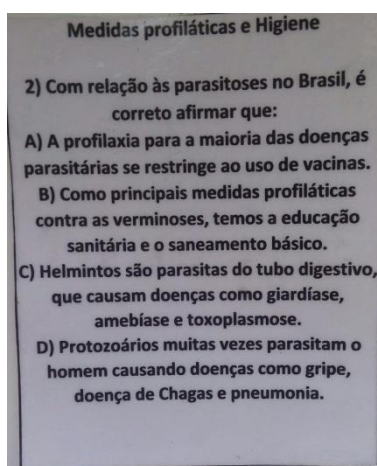 Medidas profiláticas e Higiene
2) Com relação às parasitoses no Brasil, é
correto afirmar que:
A) A profilaxia para a maioria das doenças
parasitárias se restringe ao uso de vacinas.
B) Como principais medidas profiláticas
contra as verminoses, temos a educação
sanitária e o saneamento básico.
C) Helmintos são parasitas do tubo digestivo,
que causam doenças como giardíase,
amebíase e toxoplasmose.
D) Protozoários muitas vezes parasitam o
homem causando doenças como gripe,
doença de Chagas e pneumonia.